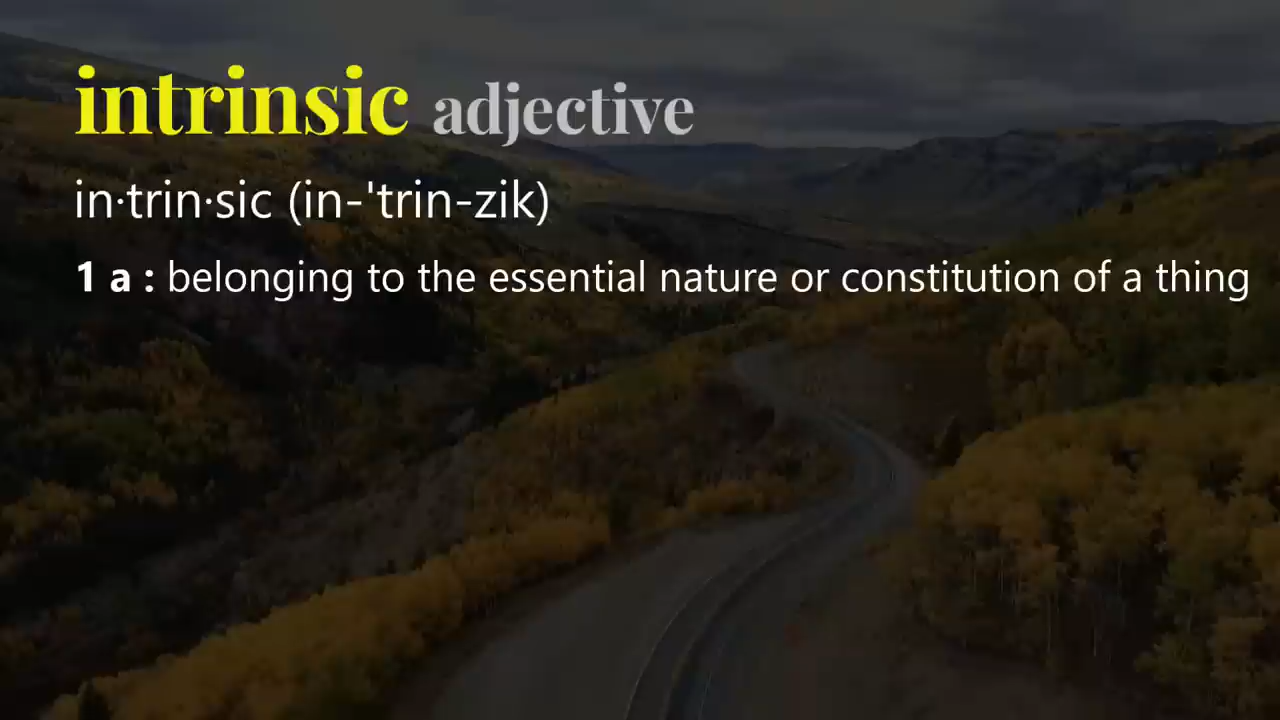 intrinsic adjective
in·trin·sic (in-'trin-zik)
1 a : belonging to the essential nature or constitution of a thing